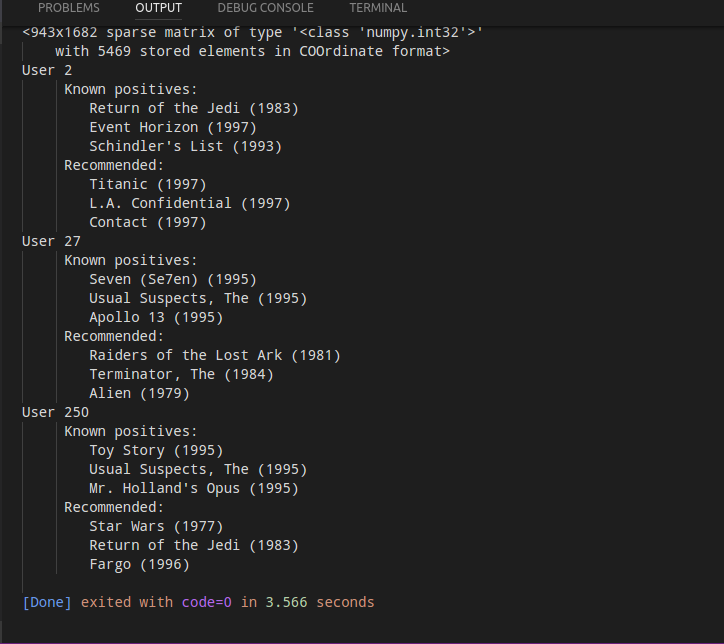 PROBLEMS OUTPUT DEBUG CONSOLE TERMINAL
<943x1682 sparse matrix of type '<class 'numpy.int32'>'
with 5469 stored elements in COOrdinate format>
User 2
Known positives:
Return of the Jedi (1983)
Event Horizon (1997)
Schindler's List (1993)
Recommended:
Titanic (1997)
L.A. Confidential (1997)
Contact (1997)
User 27
Known positives:
Seven (Se7en) (1995)
Usual Suspects, The (1995)
Apollo 13 (1995)
Recommended:
Raiders of the Lost Ark (1981)
Terminator, The (1984)
Alien (1979)
User 250
Known positives:
Toy Story (1995)
Usual Suspects, The (1995)
Mr. Holland's Opus (1995)
Recommended:
Star Wars (1977)
Return of the Jedi (1983)
Fargo (1996)
[Done] exited with code=0 in 3.566 seconds